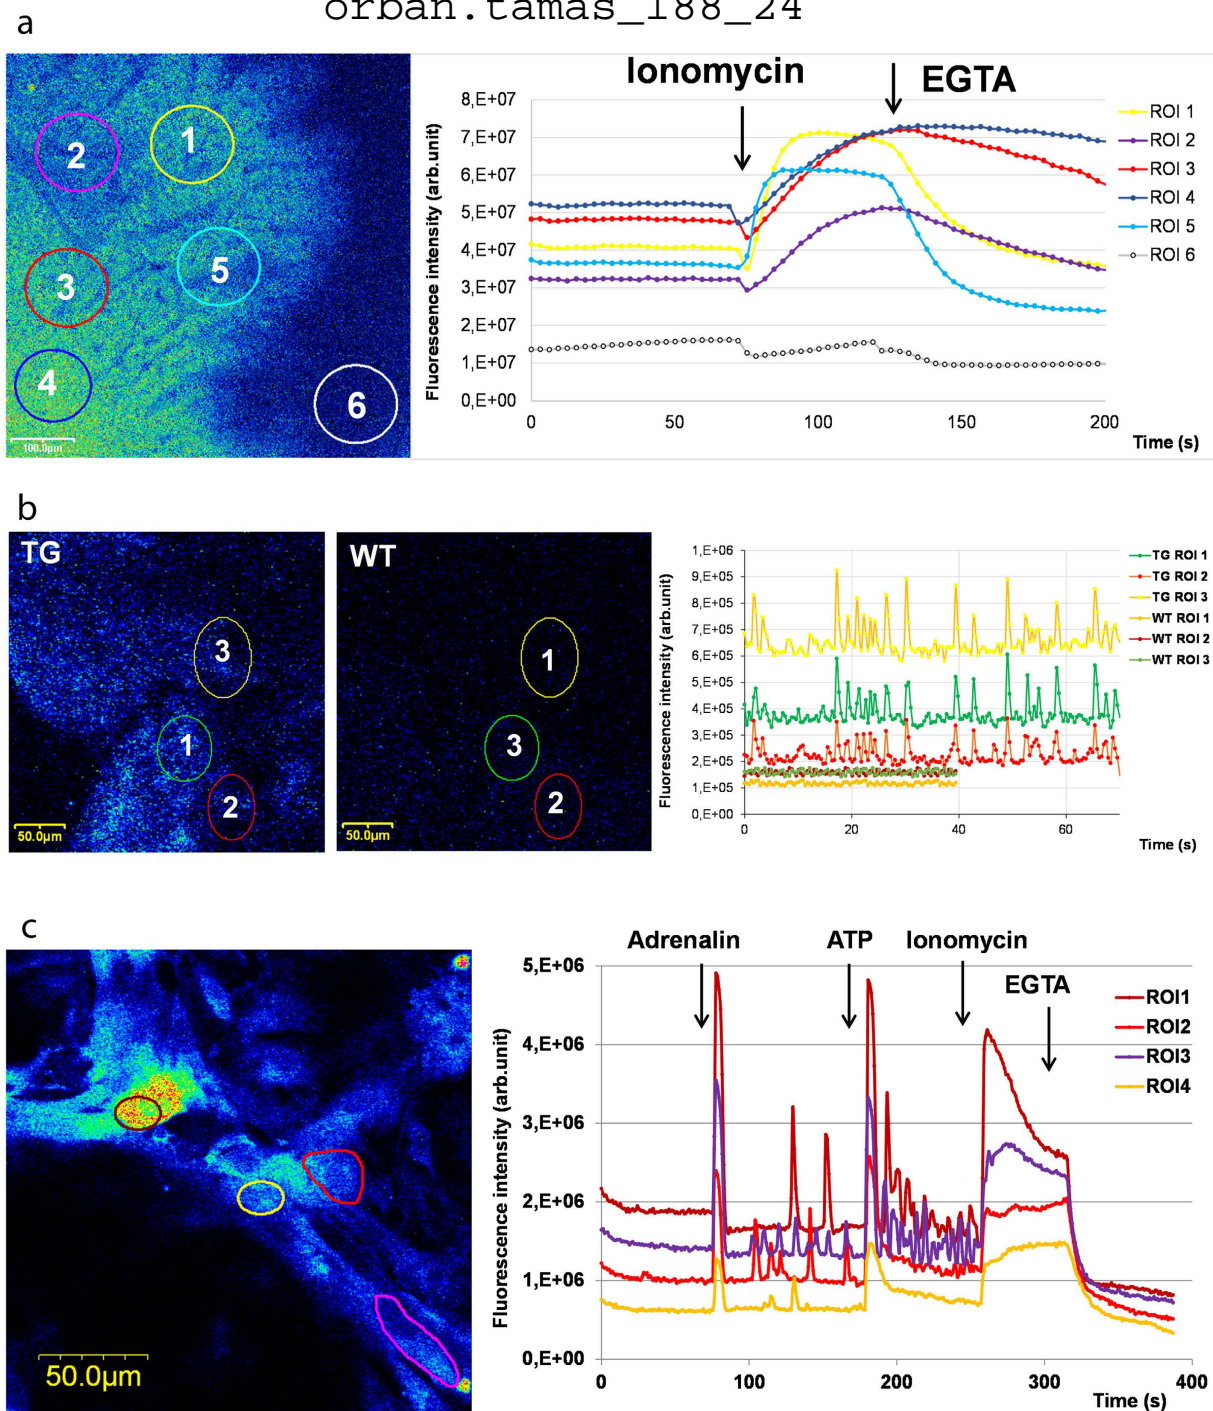 orban.tamas_188_24
a
2
1
3
5
4
6
100.0µm
Ionomycin
EGTA
Fluorescence intensity (arb.unit)
8,E+07
7,E+07
6,E+07
5,E+07
4,E+07
3,E+07
2,E+07
1,E+07
0,E+00
0 50 100 150 200
Time (s)
ROI 1
ROI 2
ROI 3
ROI 4
ROI 5
ROI 6
b
TG
3
1
2
50.0µm
WT
1
3
2
50.0µm
Fluorescence intensity (arb.unit)
1,E+06
9,E+05
8,E+05
7,E+05
6,E+05
5,E+05
4,E+05
3,E+05
2,E+05
1,E+05
0,E+00
0 20 40 60
Time (s)
TG ROI 1
TG ROI 2
TG ROI 3
WT ROI 1
WT ROI 2
WT ROI 3
c
50.0µm
Adrenalin ATP Ionomycin
EGTA
Fluorescence intensity (arb.unit)
5,E+06
4,E+06
3,E+06
2,E+06
1,E+06
0,E+00
0 100 200 300 400
Time (s)
ROI1
ROI2
ROI3
ROI4